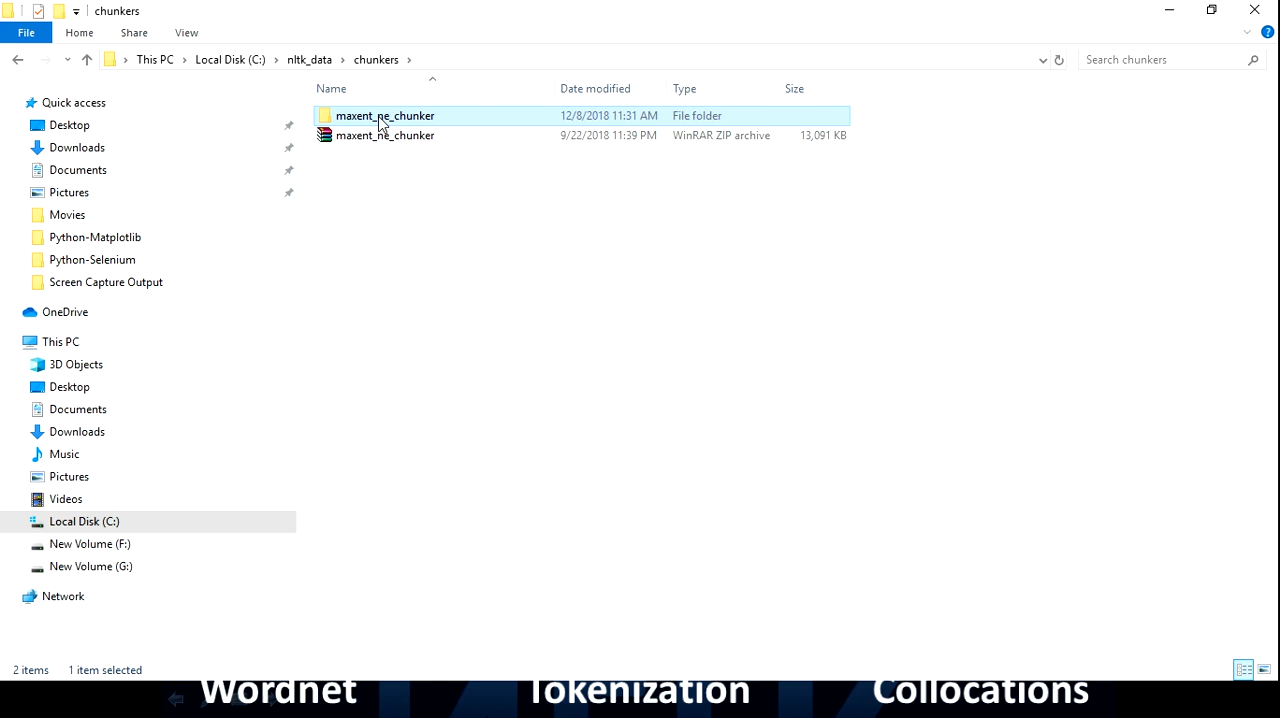 chunkers
File Home Share View
This PC Local Disk (C:) nltk_data chunkers Search chunkers
Name Date modified Type Size
Quick access
maxent_ne_chunker 12/8/2018 11:31 AM File folder
Desktop
maxent_ne_chunker 9/22/2018 11:39 PM WinRAR ZIP archive 13,091 KB
Downloads
Documents
Pictures
Movies
Python-Matplotlib
Python-Selenium
Screen Capture Output
OneDrive
This PC
3D Objects
Desktop
Documents
Downloads
Music
Pictures
Videos
Local Disk (C:)
New Volume (F:)
New Volume (G:)
Network
2 items 1 item selected
Wordnet Tokenization Collocations